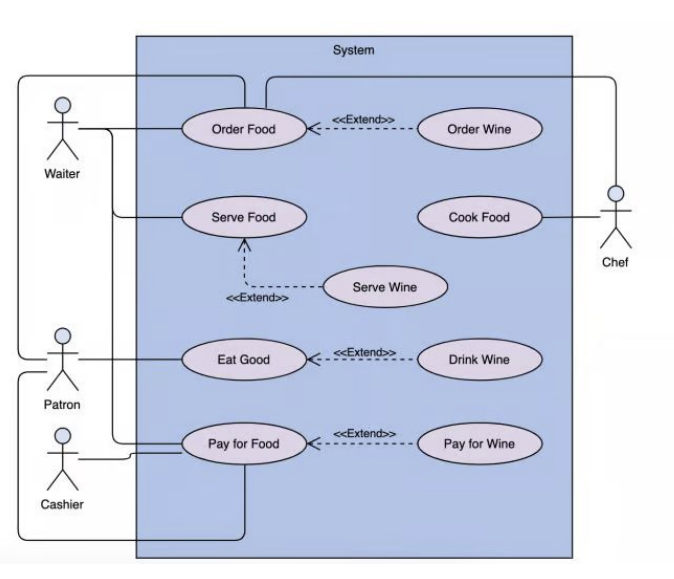 System
Waiter
Order Food
<<Extend>>
Order Wine
Serve Food
Cook Food
Chef
<<Extend>>
Serve Wine
Patron
Eat Good
<<Extend>>
Drink Wine
Cashier
Pay for Food
<<Extend>>
Pay for Wine